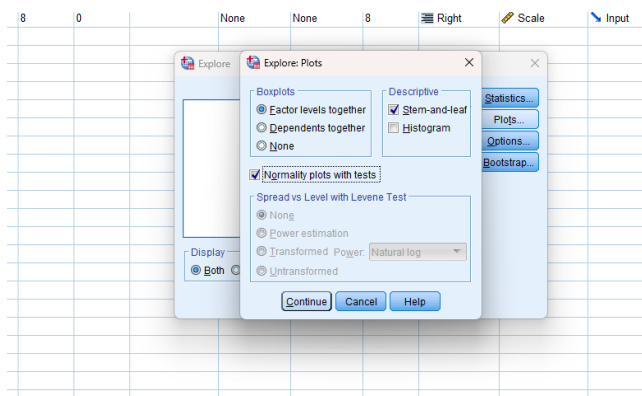 8 0 None None 8 Right Scale Input
Explore
Explore: Plots
Boxplots
Factor levels together
Dependents together
None
Descriptive
Stem-and-leaf
Histogram
Normality plots with tests
Spread vs Level with Levene Test
None
Power estimation
Transformed Power: Natural log
Untransformed
Continue Cancel Help
Statistics...
Plots...
Options...
Bootstrap...
Display
Both